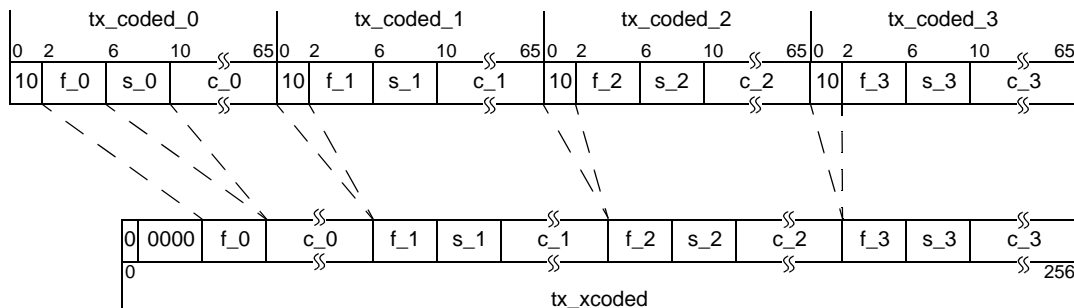 tx_coded_0 tx_coded_1 tx_coded_2 tx_coded_3
0 2 6 10 65 0 2 6 10 65 0 2 6 10 65 0 2 6 10 65
10 f_0 s_0 c_0 10 f_1 s_1 c_1 10 f_2 s_2 c_2 10 f_3 s_3 c_3
0 0000 f_0 c_0 f_1 s_1 c_1 f_2 s_2 c_2 f_3 s_3 c_3
0 256
tx_xcoded